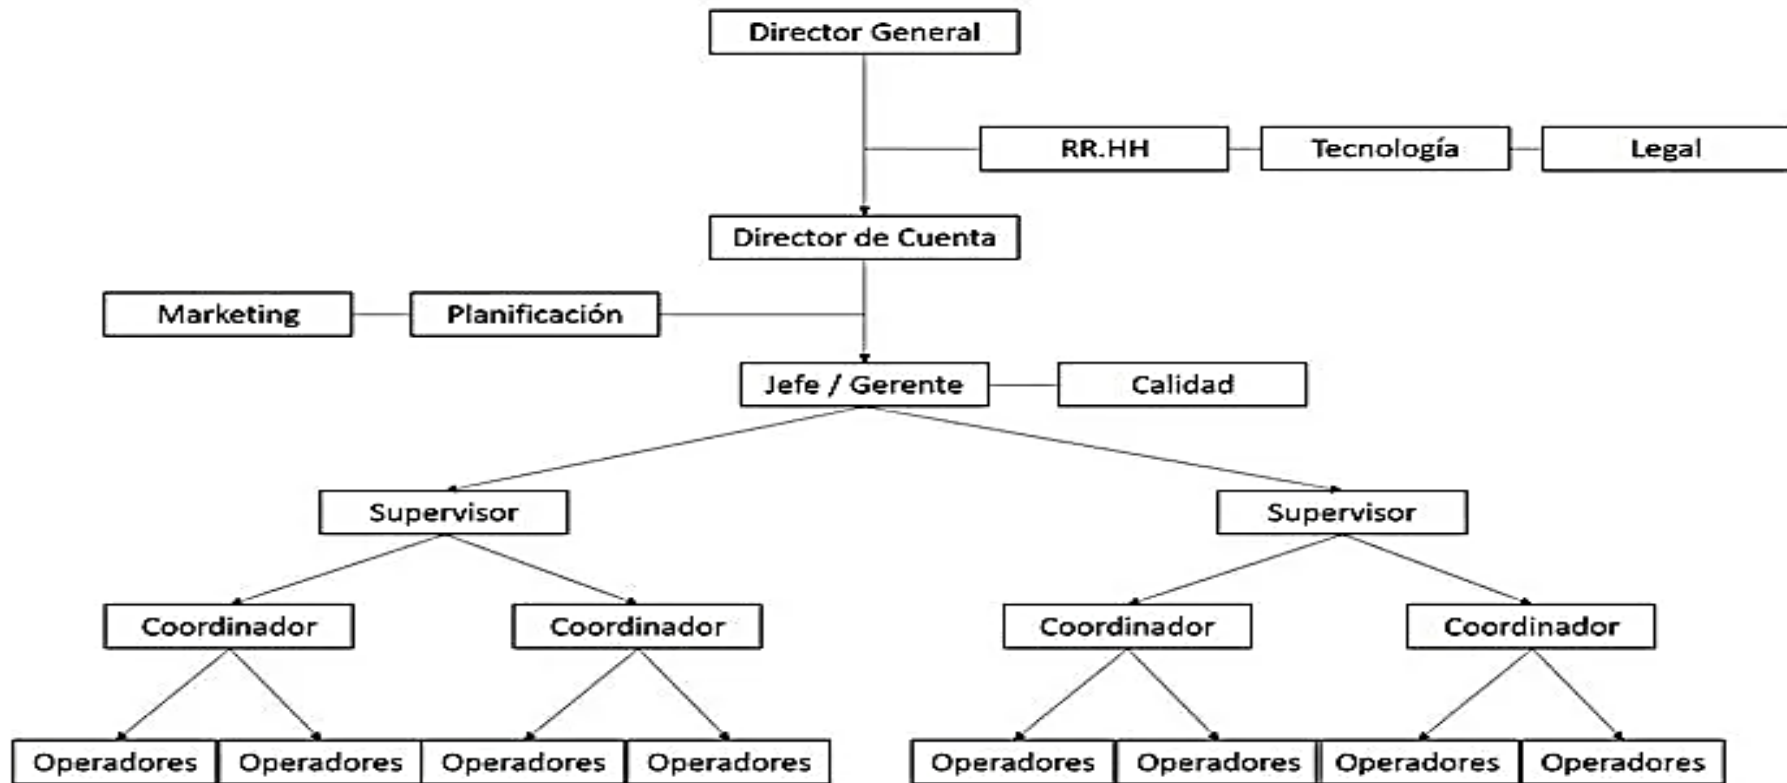 Director General
RR.HH Tecnología Legal
Director de Cuenta
Marketing Planificación
Jefe / Gerente Calidad
Supervisor Supervisor
Coordinador Coordinador Coordinador Coordinador
Operadores Operadores Operadores Operadores Operadores Operadores Operadores Operadores